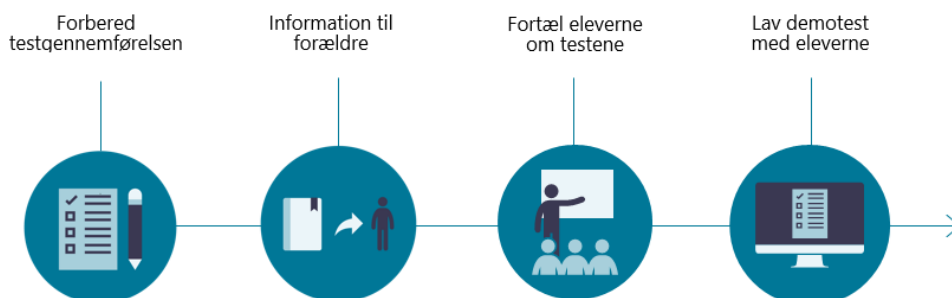 Forbered
testgennemførelsen
Information til
forældre
Fortæl eleverne
om testene
Lav demotest
med eleverne